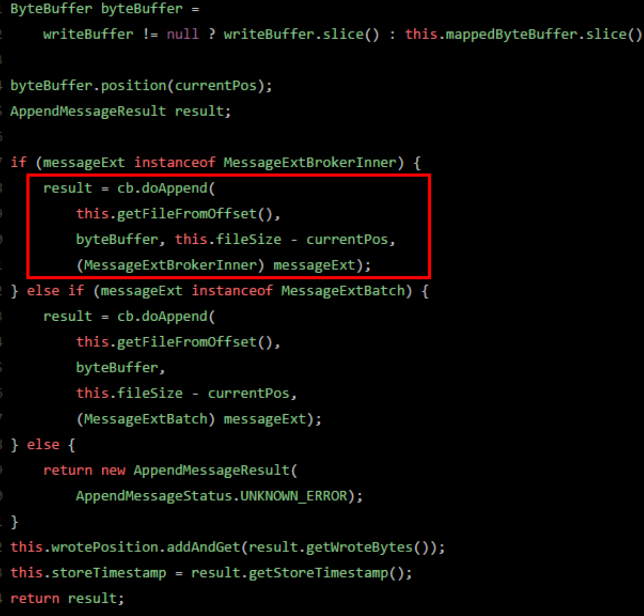 ByteBuffer byteBuffer =
    writeBuffer != null ? writeBuffer.slice() : this.mappedByteBuffer.slice()

byteBuffer.position(currentPos);
AppendMessageResult result;

if (messageExt instanceof MessageExtBrokerInner) {
    result = cb.doAppend(
        this.getFileFromOffset(),
        byteBuffer, this.fileSize - currentPos,
        (MessageExtBrokerInner) messageExt);
} else if (messageExt instanceof MessageExtBatch) {
    result = cb.doAppend(
        this.getFileFromOffset(),
        byteBuffer,
        this.fileSize - currentPos,
        (MessageExtBatch) messageExt);
} else {
    return new AppendMessageResult(
        AppendMessageStatus.UNKNOWN_ERROR);
}
this.wrotePosition.addAndGet(result.getWroteBytes());
this.storeTimestamp = result.getStoreTimestamp();
return result;